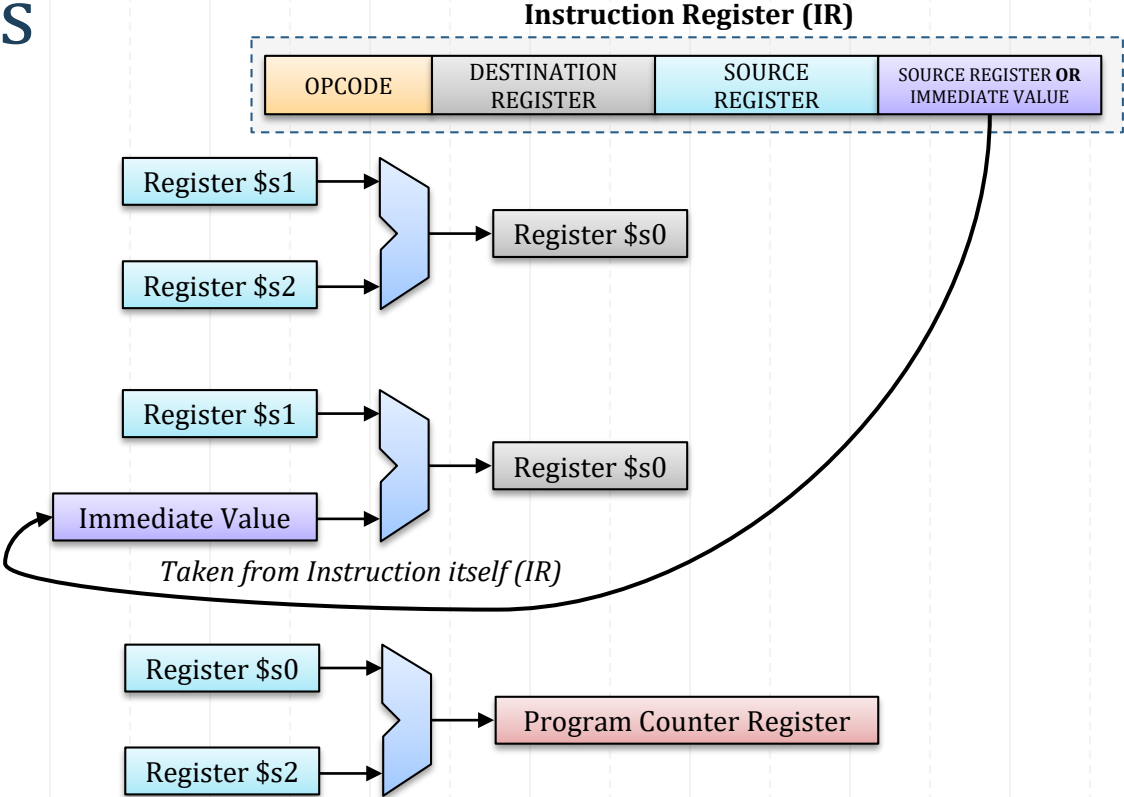 s
Instruction Register (IR)
OPCODE
DESTINATION
REGISTER
SOURCE
REGISTER
SOURCE REGISTER OR
IMMEDIATE VALUE
Register $s1
Register $s0
Register $s2
Register $s1
Register $s0
Immediate Value
Taken from Instruction itself (IR)
Register $s0
Program Counter Register
Register $s2